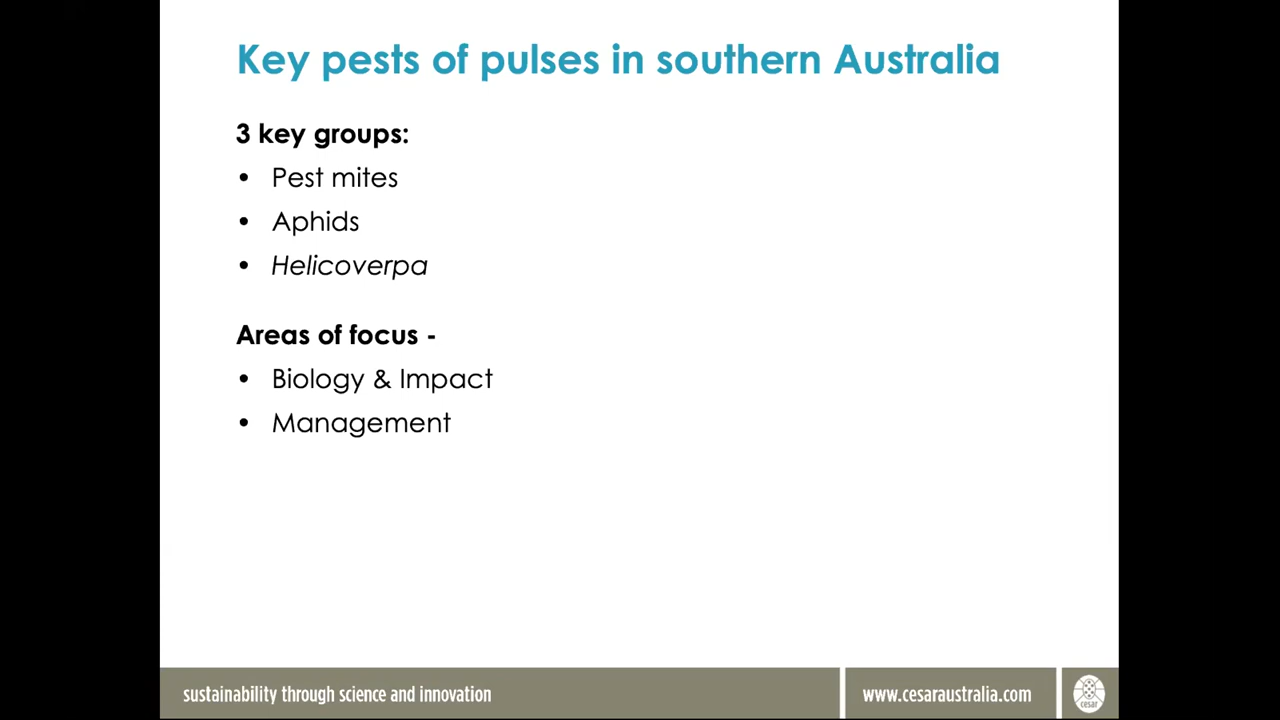 Key pests of pulses in southern Australia
3 key groups:
• Pest mites
• Aphids
• Helicoverpa
Areas of focus -
• Biology & Impact
• Management
sustainability through science and innovation
www.cesaraustralia.com
cesar